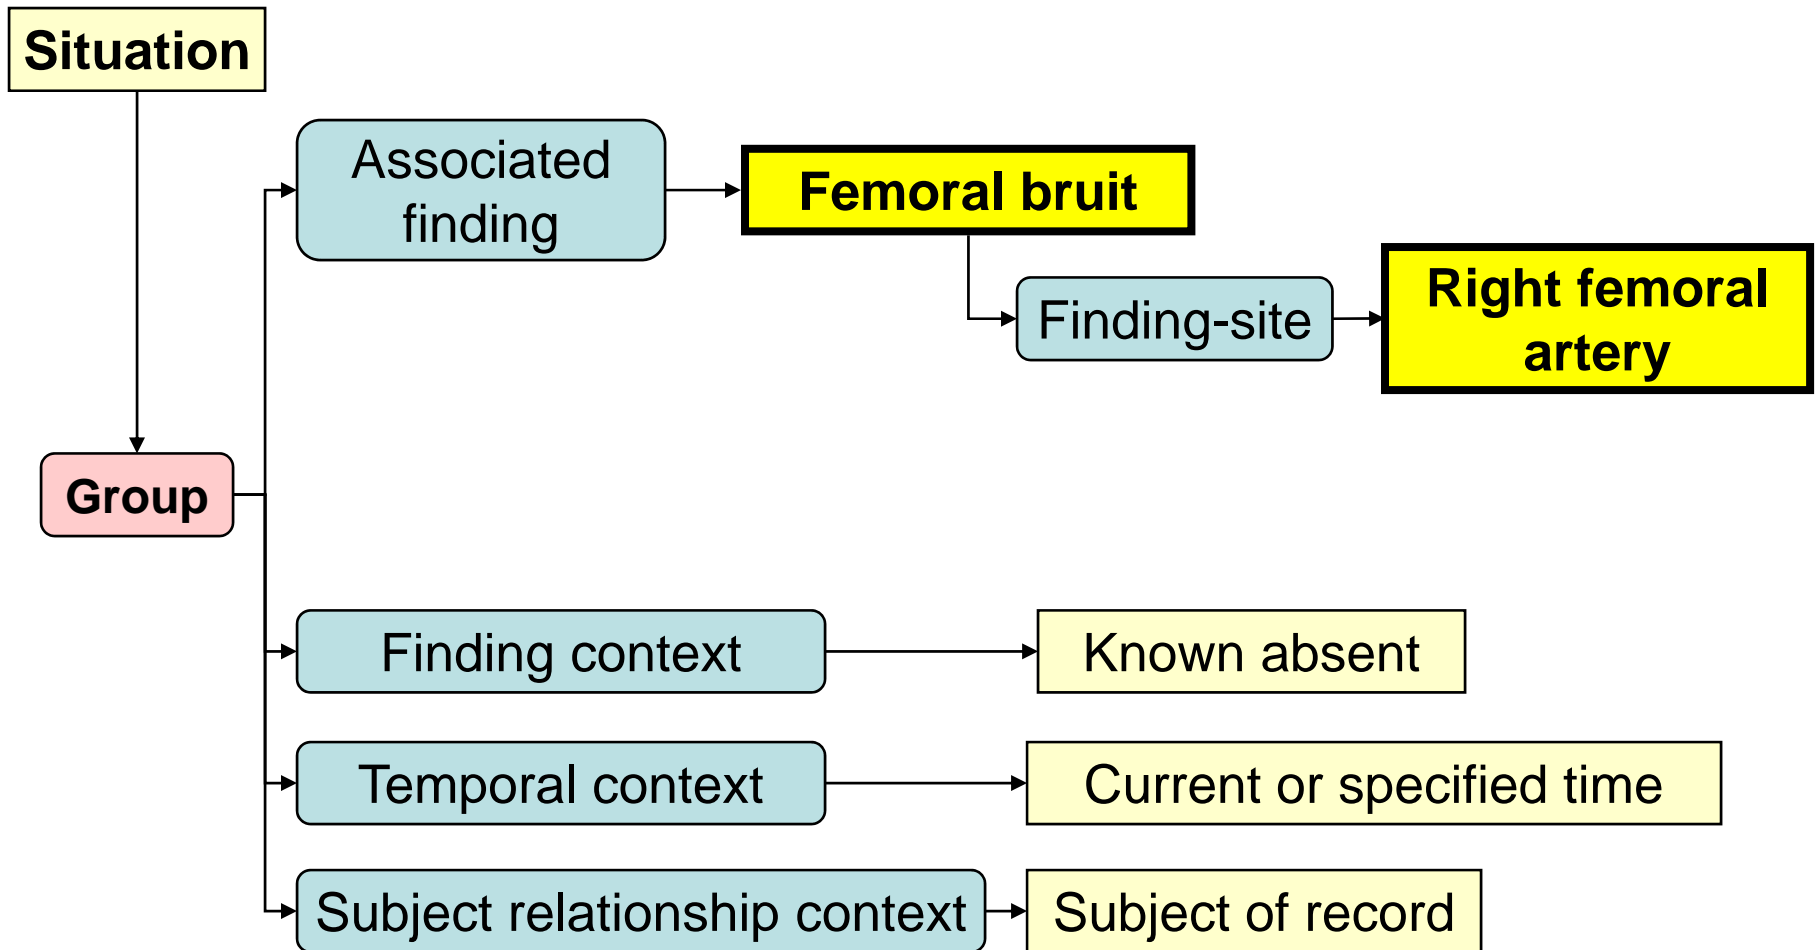 Situation
Associated
finding
Femoral bruit
Finding-site
Right femoral
artery
Group
Finding context
Known absent
Temporal context
Current or specified time
Subject relationship context
Subject of record